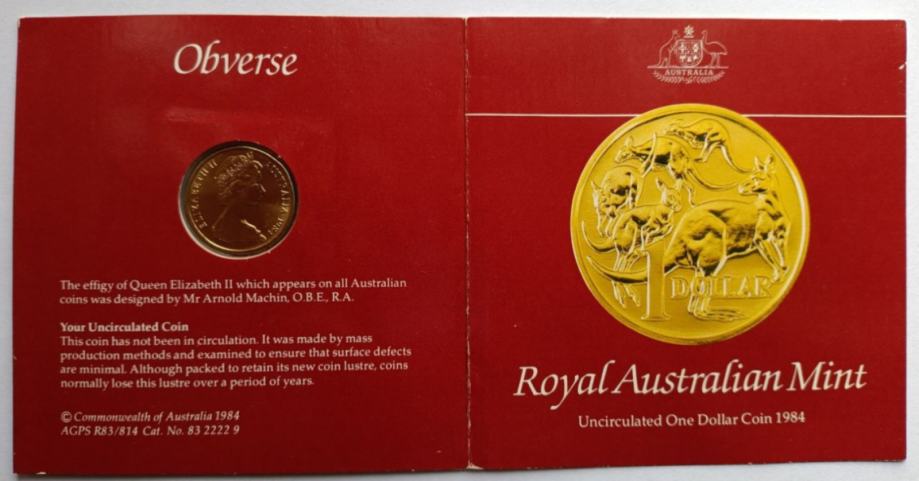 Obverse
ELIZABETH II AUSTRALIA 1984
The effigy of Queen Elizabeth II which appears on all Australian
coins was designed by Mr Arnold Machin, O.B.E., R.A.
Your Uncirculated Coin
This coin has not been in circulation. It was made by mass
production methods and examined to ensure that surface defects
are minimal. Although packed to retain its new coin lustre, coins
normally lose this lustre over a period of years.
© Commonwealth of Australia 1984
AGPS R83/814 Cat. No. 83 2222 9
AUSTRALIA
1 DOLLAR
Royal Australian Mint
Uncirculated One Dollar Coin 1984